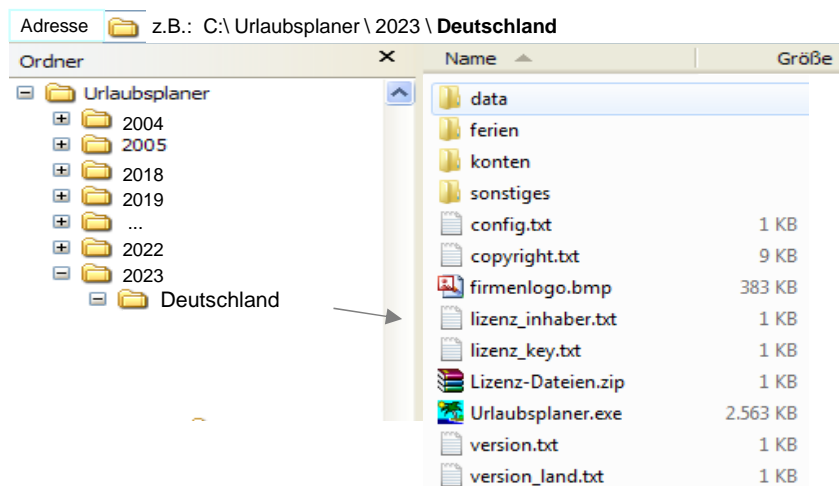 Adresse z.B.: C:\ Urlaubsplaner \ 2023 \ Deutschland
Ordner
Urlaubsplaner
2004
2005
2018
2019
...
2022
2023
Deutschland
Name Größe
data
ferien
konten
sonstiges
config.txt 1 KB
copyright.txt 9 KB
firmenlogo.bmp 383 KB
lizenz_inhaber.txt 1 KB
lizenz_key.txt 1 KB
Lizenz-Dateien.zip 1 KB
Urlaubsplaner.exe 2.563 KB
version.txt 1 KB
version_land.txt 1 KB